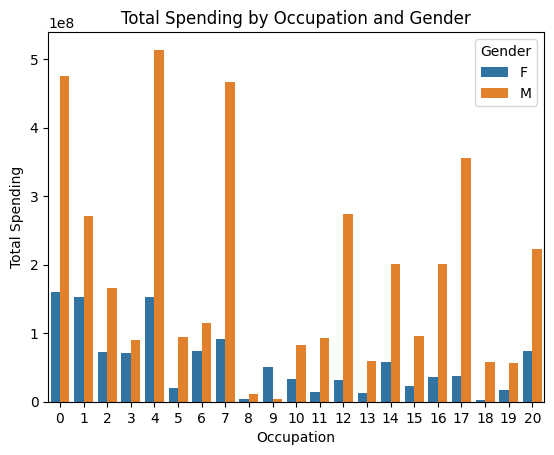 Total Spending by Occupation and Gender
1e8
Gender
F
M
5
4
3
2
1
0
Total Spending
0 1 2 3 4 5 6 7 8 9 10 11 12 13 14 15 16 17 18 19 20
Occupation